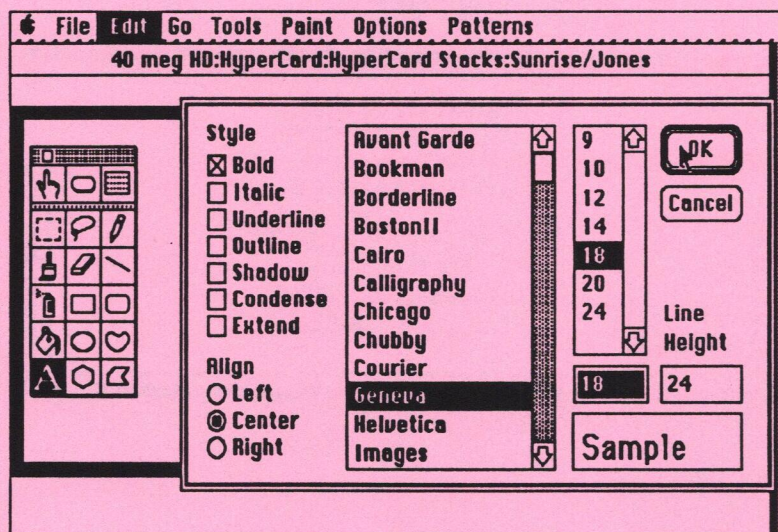 File Edit Go Tools Paint Options Patterns
40 meg HD:HyperCard:HyperCard Stacks:Sunrise/Jones
Style
Bold
Italic
Underline
Outline
Shadow
Condense
Extend
Align
Left
Center
Right
Avant Garde
Bookman
Borderline
BostonII
Cairo
Calligraphy
Chicago
Chubby
Courier
Geneva
Helvetica
Images
9
10
12
14
18
20
24
18
OK
Cancel
Line
Height
24
Sample
A